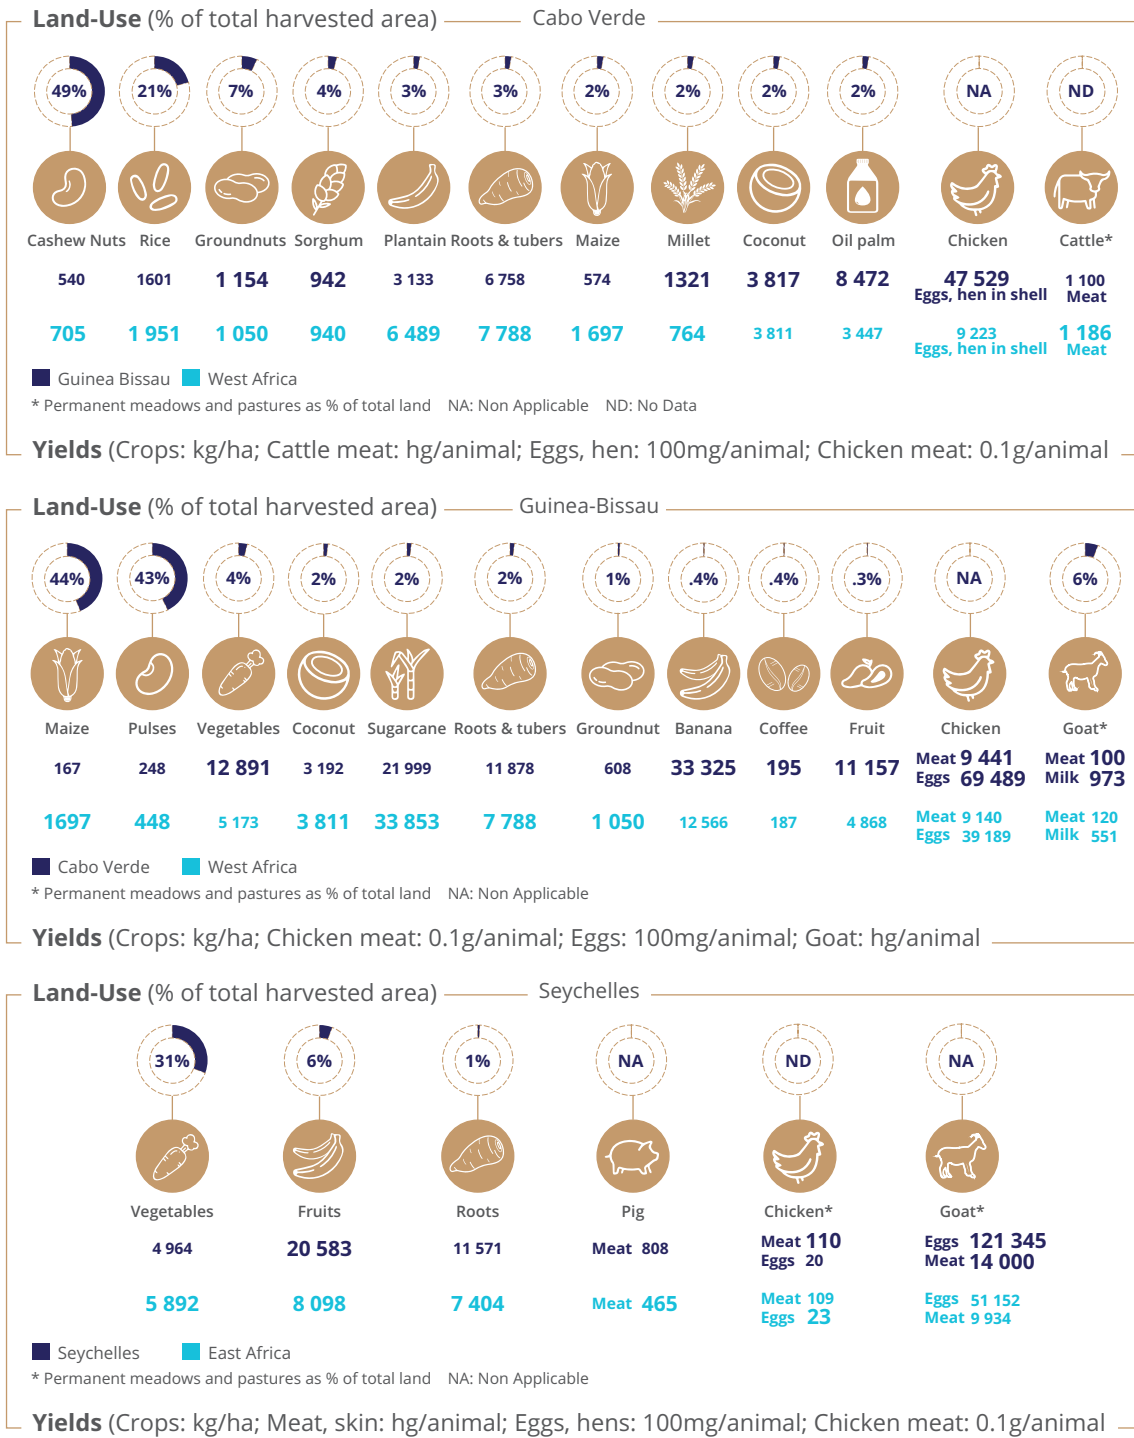 Land-Use (% of total harvested area) Cabo Verde
49% 21% 7% 4% 3% 3% 2% 2% 2% 2% NA ND
Cashew Nuts Rice Groundnuts Sorghum Plantain Roots & tubers Maize Millet Coconut Oil palm Chicken Cattle*
540 1601 1 154 942 3 133 6 758 574 1321 3 817 8 472 47 529 1 100
Eggs, hen in shell Meat
705 1 951 1 050 940 6 489 7 788 1 697 764 3 811 3 447 9 223 1 186
Eggs, hen in shell Meat
Guinea Bissau West Africa
* Permanent meadows and pastures as % of total land NA: Non Applicable ND: No Data
Yields (Crops: kg/ha; Cattle meat: hg/animal; Eggs, hen: 100mg/animal; Chicken meat: 0.1g/animal
Land-Use (% of total harvested area) Guinea-Bissau
44% 43% 4% 2% 2% 2% 1% .4% .4% .3% NA 6%
Maize Pulses Vegetables Coconut Sugarcane Roots & tubers Groundnut Banana Coffee Fruit Chicken Goat*
167 248 12 891 3 192 21 999 11 878 608 33 325 195 11 157 Meat 9 441 Meat 100
Eggs 69 489 Milk 973
1697 448 5 173 3 811 33 853 7 788 1 050 12 566 187 4 868 Meat 9 140 Meat 120
Eggs 39 189 Milk 551
Cabo Verde West Africa
* Permanent meadows and pastures as % of total land NA: Non Applicable
Yields (Crops: kg/ha; Chicken meat: 0.1g/animal; Eggs: 100mg/animal; Goat: hg/animal
Land-Use (% of total harvested area) Seychelles
31% 6% 1% NA ND NA
Vegetables Fruits Roots Pig Chicken* Goat*
4 964 20 583 11 571 Meat 808 Meat 110 Eggs 121 345
Eggs 20 Meat 14 000
5 892 8 098 7 404 Meat 465 Meat 109 Eggs 51 152
Eggs 23 Meat 9 934
Seychelles East Africa
* Permanent meadows and pastures as % of total land NA: Non Applicable
Yields (Crops: kg/ha; Meat, skin: hg/animal; Eggs, hens: 100mg/animal; Chicken meat: 0.1g/animal